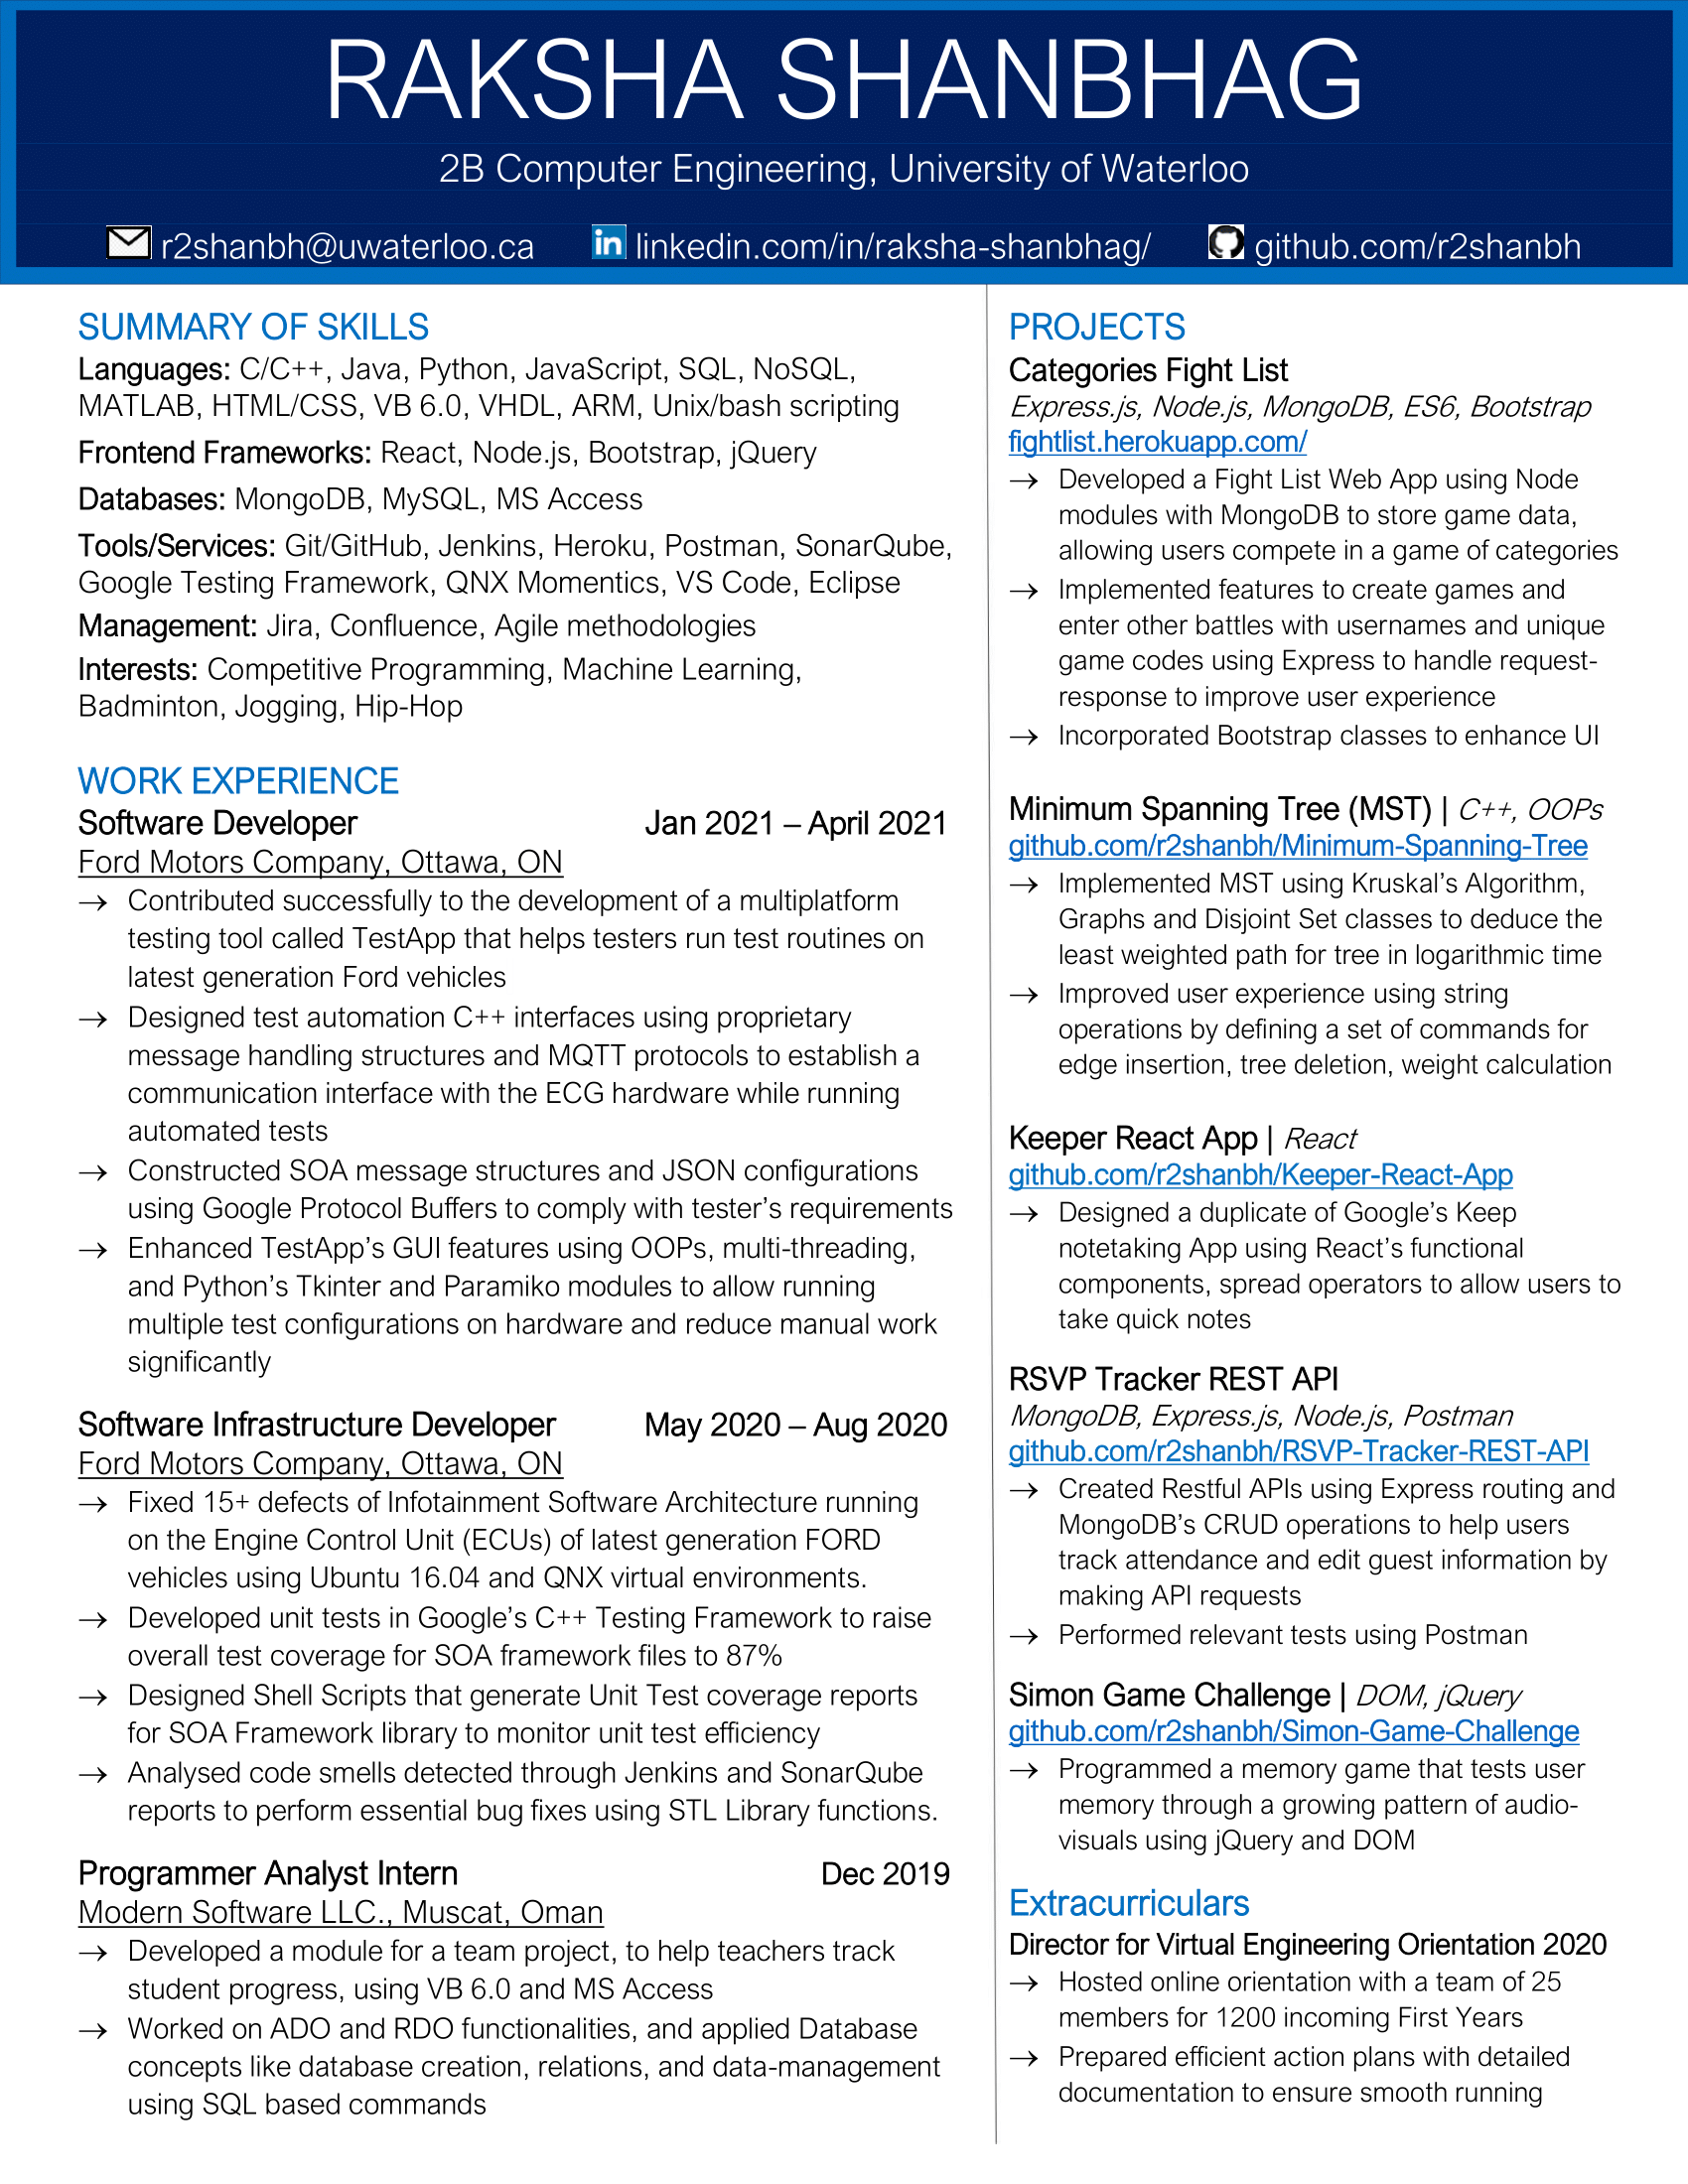 RAKSHA SHANBHAG
2B Computer Engineering, University of Waterloo
r2shanbh@uwaterloo.ca
linkedin.com/in/raksha-shanbhag/
github.com/r2shanbh
SUMMARY OF SKILLS
Languages: C/C++, Java, Python, JavaScript, SQL, NoSQL,
MATLAB, HTML/CSS, VB 6.0, VHDL, ARM, Unix/bash scripting
Frontend Frameworks: React, Node.js, Bootstrap, jQuery
Databases: MongoDB, MySQL, MS Access
Tools/Services: Git/GitHub, Jenkins, Heroku, Postman, SonarQube,
Google Testing Framework, QNX Momentics, VS Code, Eclipse
Management: Jira, Confluence, Agile methodologies
Interests: Competitive Programming, Machine Learning,
Badminton, Jogging, Hip-Hop
WORK EXPERIENCE
Software Developer Jan 2021 – April 2021
Ford Motors Company, Ottawa, ON
→ Contributed successfully to the development of a multiplatform
testing tool called TestApp that helps testers run test routines on
latest generation Ford vehicles
→ Designed test automation C++ interfaces using proprietary
message handling structures and MQTT protocols to establish a
communication interface with the ECG hardware while running
automated tests
→ Constructed SOA message structures and JSON configurations
using Google Protocol Buffers to comply with tester's requirements
→ Enhanced TestApp's GUI features using OOPs, multi-threading,
and Python's Tkinter and Paramiko modules to allow running
multiple test configurations on hardware and reduce manual work
significantly
Software Infrastructure Developer May 2020 – Aug 2020
Ford Motors Company, Ottawa, ON
→ Fixed 15+ defects of Infotainment Software Architecture running
on the Engine Control Unit (ECUs) of latest generation FORD
vehicles using Ubuntu 16.04 and QNX virtual environments.
→ Developed unit tests in Google's C++ Testing Framework to raise
overall test coverage for SOA framework files to 87%
→ Designed Shell Scripts that generate Unit Test coverage reports
for SOA Framework library to monitor unit test efficiency
→ Analysed code smells detected through Jenkins and SonarQube
reports to perform essential bug fixes using STL Library functions.
Programmer Analyst Intern Dec 2019
Modern Software LLC., Muscat, Oman
→ Developed a module for a team project, to help teachers track
student progress, using VB 6.0 and MS Access
→ Worked on ADO and RDO functionalities, and applied Database
concepts like database creation, relations, and data-management
using SQL based commands
PROJECTS
Categories Fight List
Express.js, Node.js, MongoDB, ES6, Bootstrap
fightlist.herokuapp.com/
→ Developed a Fight List Web App using Node
modules with MongoDB to store game data,
allowing users compete in a game of categories
→ Implemented features to create games and
enter other battles with usernames and unique
game codes using Express to handle request-
response to improve user experience
→ Incorporated Bootstrap classes to enhance UI
Minimum Spanning Tree (MST) | C++, OOPs
github.com/r2shanbh/Minimum-Spanning-Tree
→ Implemented MST using Kruskal's Algorithm,
Graphs and Disjoint Set classes to deduce the
least weighted path for tree in logarithmic time
→ Improved user experience using string
operations by defining a set of commands for
edge insertion, tree deletion, weight calculation
Keeper React App | React
github.com/r2shanbh/Keeper-React-App
→ Designed a duplicate of Google's Keep
notetaking App using React's functional
components, spread operators to allow users to
take quick notes
RSVP Tracker REST API
MongoDB, Express.js, Node.js, Postman
github.com/r2shanbh/RSVP-Tracker-REST-API
→ Created Restful APIs using Express routing and
MongoDB's CRUD operations to help users
track attendance and edit guest information by
making API requests
→ Performed relevant tests using Postman
Simon Game Challenge | DOM, jQuery
github.com/r2shanbh/Simon-Game-Challenge
→ Programmed a memory game that tests user
memory through a growing pattern of audio-
visuals using jQuery and DOM
Extracurriculars
Director for Virtual Engineering Orientation 2020
→ Hosted online orientation with a team of 25
members for 1200 incoming First Years
→ Prepared efficient action plans with detailed
documentation to ensure smooth running